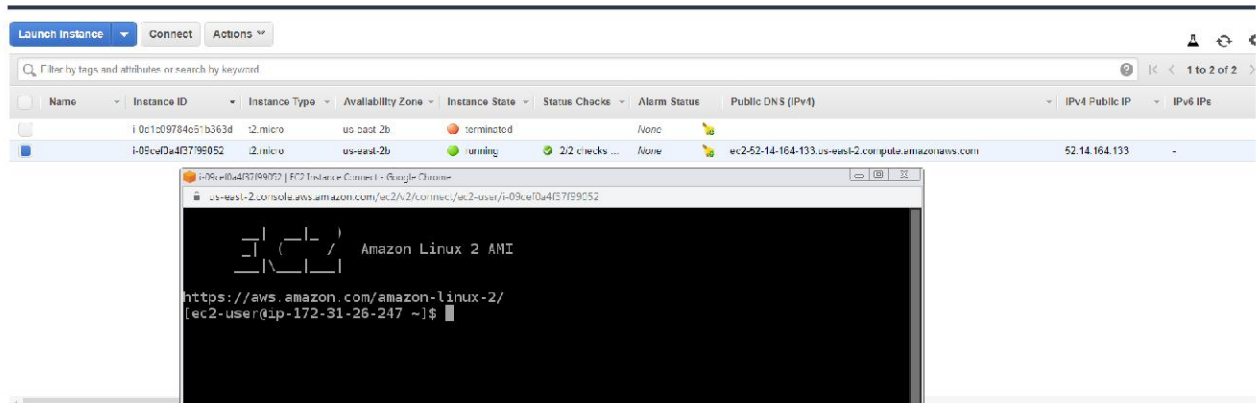 Launch Instance Connect Actions
Filter by tags and attributes or search by keyword 1 to 2 of 2
Name Instance ID Instance Type Availability Zone Instance State Status Checks Alarm Status Public DNS (IPv4) IPv4 Public IP IPv6 IPs
i-0d1c09784e61b363d t2.micro us-east-2b terminated None
i-09cef0a4f37f99052 t2.micro us-east-2b running 2/2 checks ... None ec2-52-14-164-133.us-east-2.compute.amazonaws.com 52.14.164.133 -
i-09cef0a4f37f99052 | EC2 Instance Connect - Google Chrome
us-east-2.console.aws.amazon.com/ec2/v2/connect/ec2-user/i-09cef0a4f37f99052
Amazon Linux 2 AMI
https://aws.amazon.com/amazon-linux-2/
[ec2-user@ip-172-31-26-247 ~]$